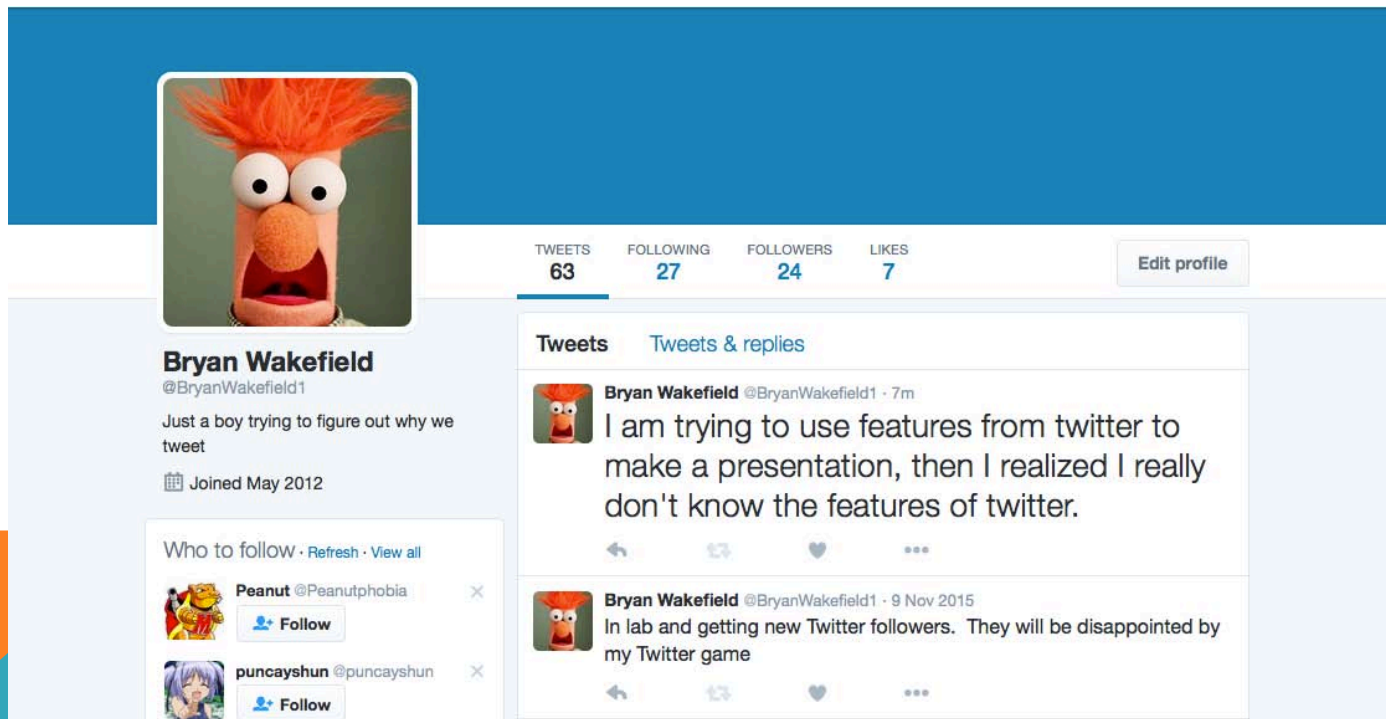 TWEETS FOLLOWING FOLLOWERS LIKES
63 27 24 7
Edit profile
Bryan Wakefield
@BryanWakefield1
Just a boy trying to figure out why we
tweet
Joined May 2012
Who to follow · Refresh · View all
Peanut @Peanutphobia
Follow
puncayshun @puncayshun
Follow
Tweets Tweets & replies
Bryan Wakefield @BryanWakefield1 · 7m
I am trying to use features from twitter to
make a presentation, then I realized I really
don't know the features of twitter.
Bryan Wakefield @BryanWakefield1 · 9 Nov 2015
In lab and getting new Twitter followers. They will be disappointed by
my Twitter game